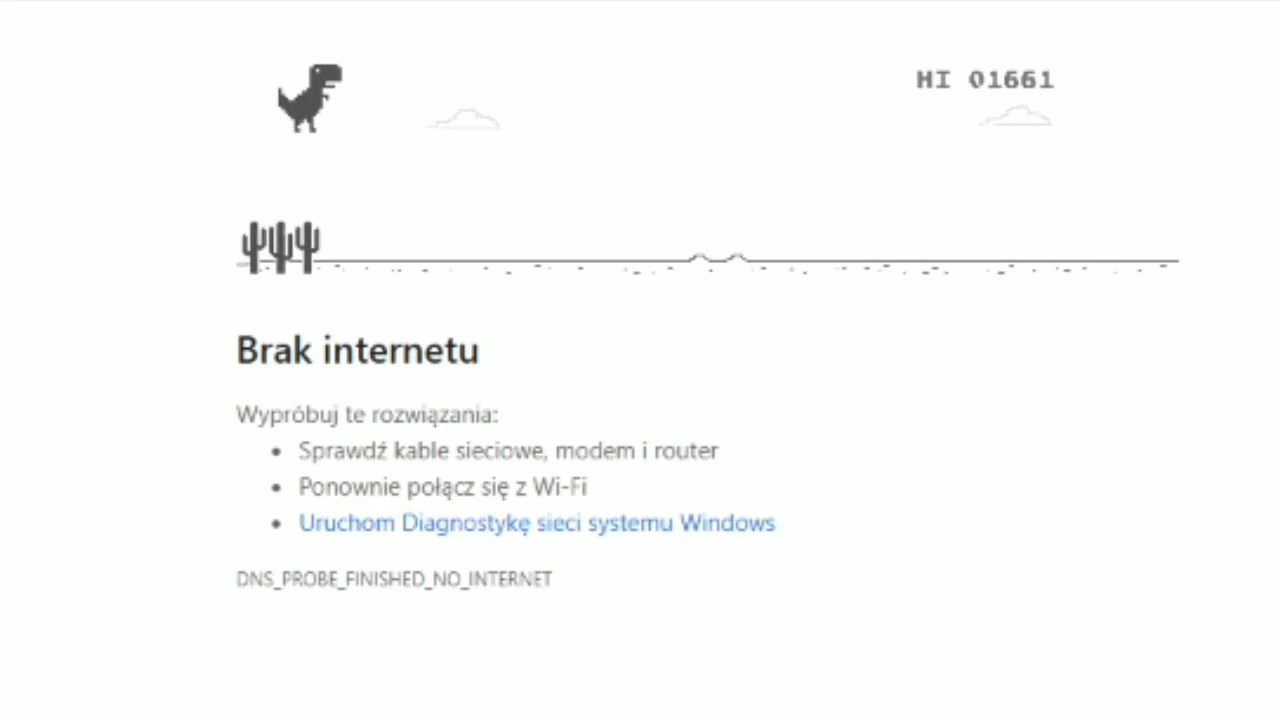 HI 01661
Brak internetu
Wypróbuj te rozwiązania:
Sprawdź kable sieciowe, modem i router
Ponownie połącz się z Wi-Fi
Uruchom Diagnostykę sieci systemu Windows
DNS_PROBE_FINISHED_NO_INTERNET